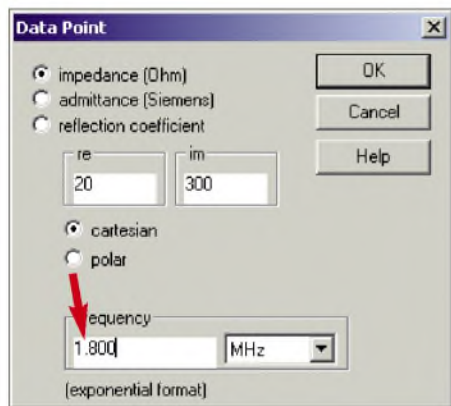 Data Point
impedance (Ohm)
OK
admittance (Siemens)
Cancel
reflection coefficient
Help
re
im
20
300
cartesian
polar
requency
1.800
MHz
(exponential format)